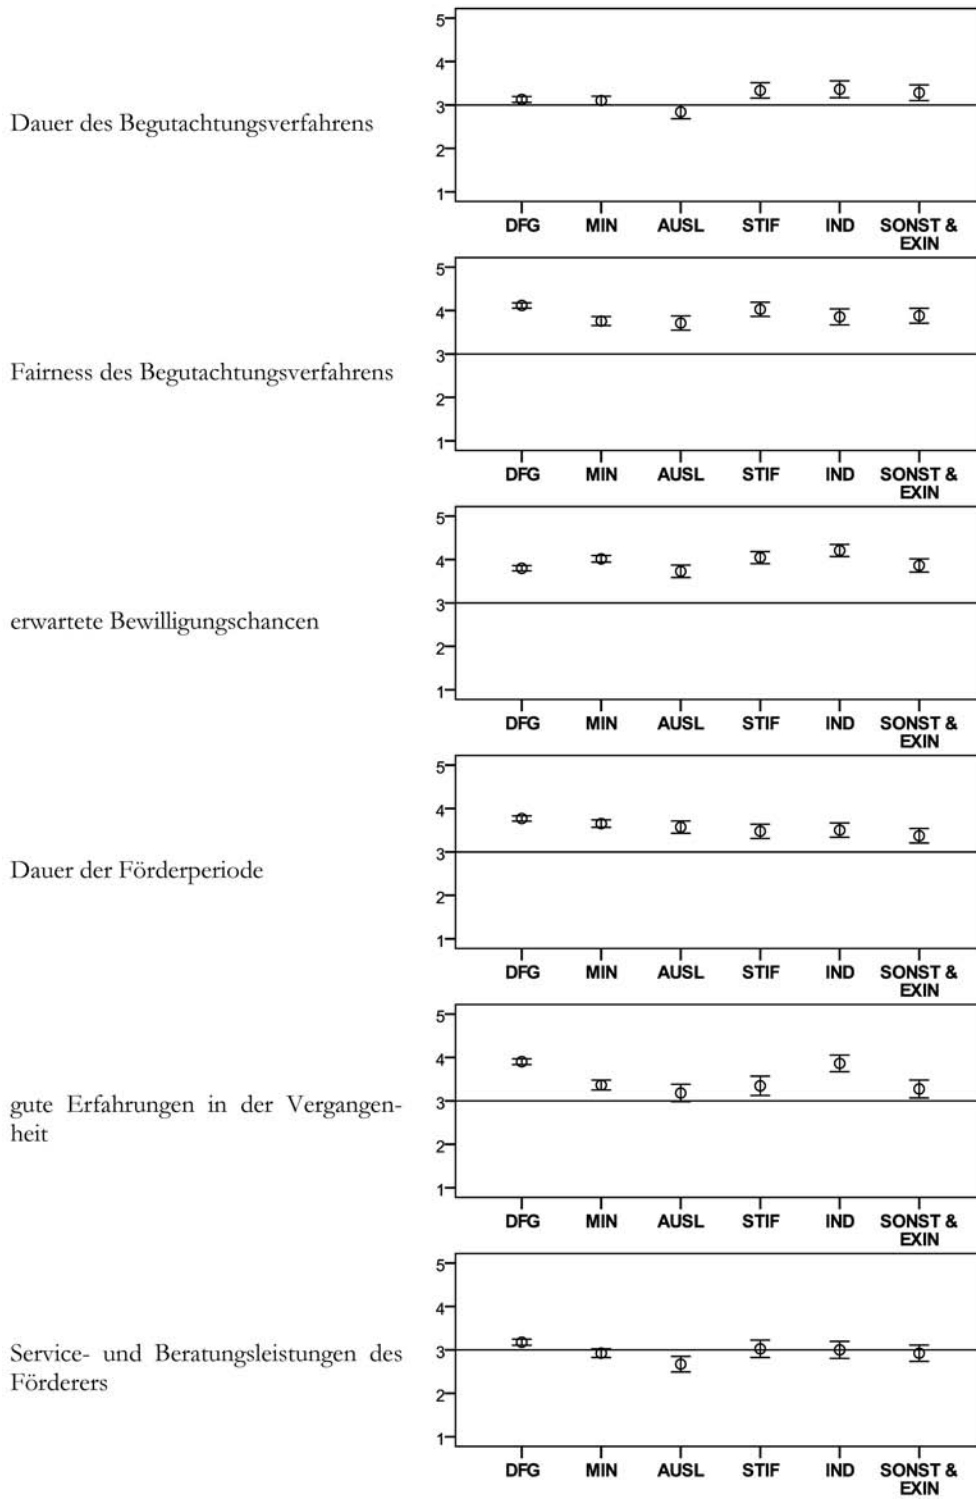 5
4
Dauer des Begutachtungsverfahrens
3
2
1
DFG MIN AUSL STIF IND SONST &
EXIN
5
4
3
Fairness des Begutachtungsverfahrens
2
1
DFG MIN AUSL STIF IND SONST &
EXIN
5
4
3
erwartete Bewilligungschancen
2
1
DFG MIN AUSL STIF IND SONST &
EXIN
5
4
3
Dauer der Förderperiode
2
1
DFG MIN AUSL STIF IND SONST &
EXIN
5
4
3
gute Erfahrungen in der Vergangen-
heit
2
1
DFG MIN AUSL STIF IND SONST &
EXIN
5
4
3
Service- und Beratungsleistungen des
Förderers
2
1
DFG MIN AUSL STIF IND SONST &
EXIN